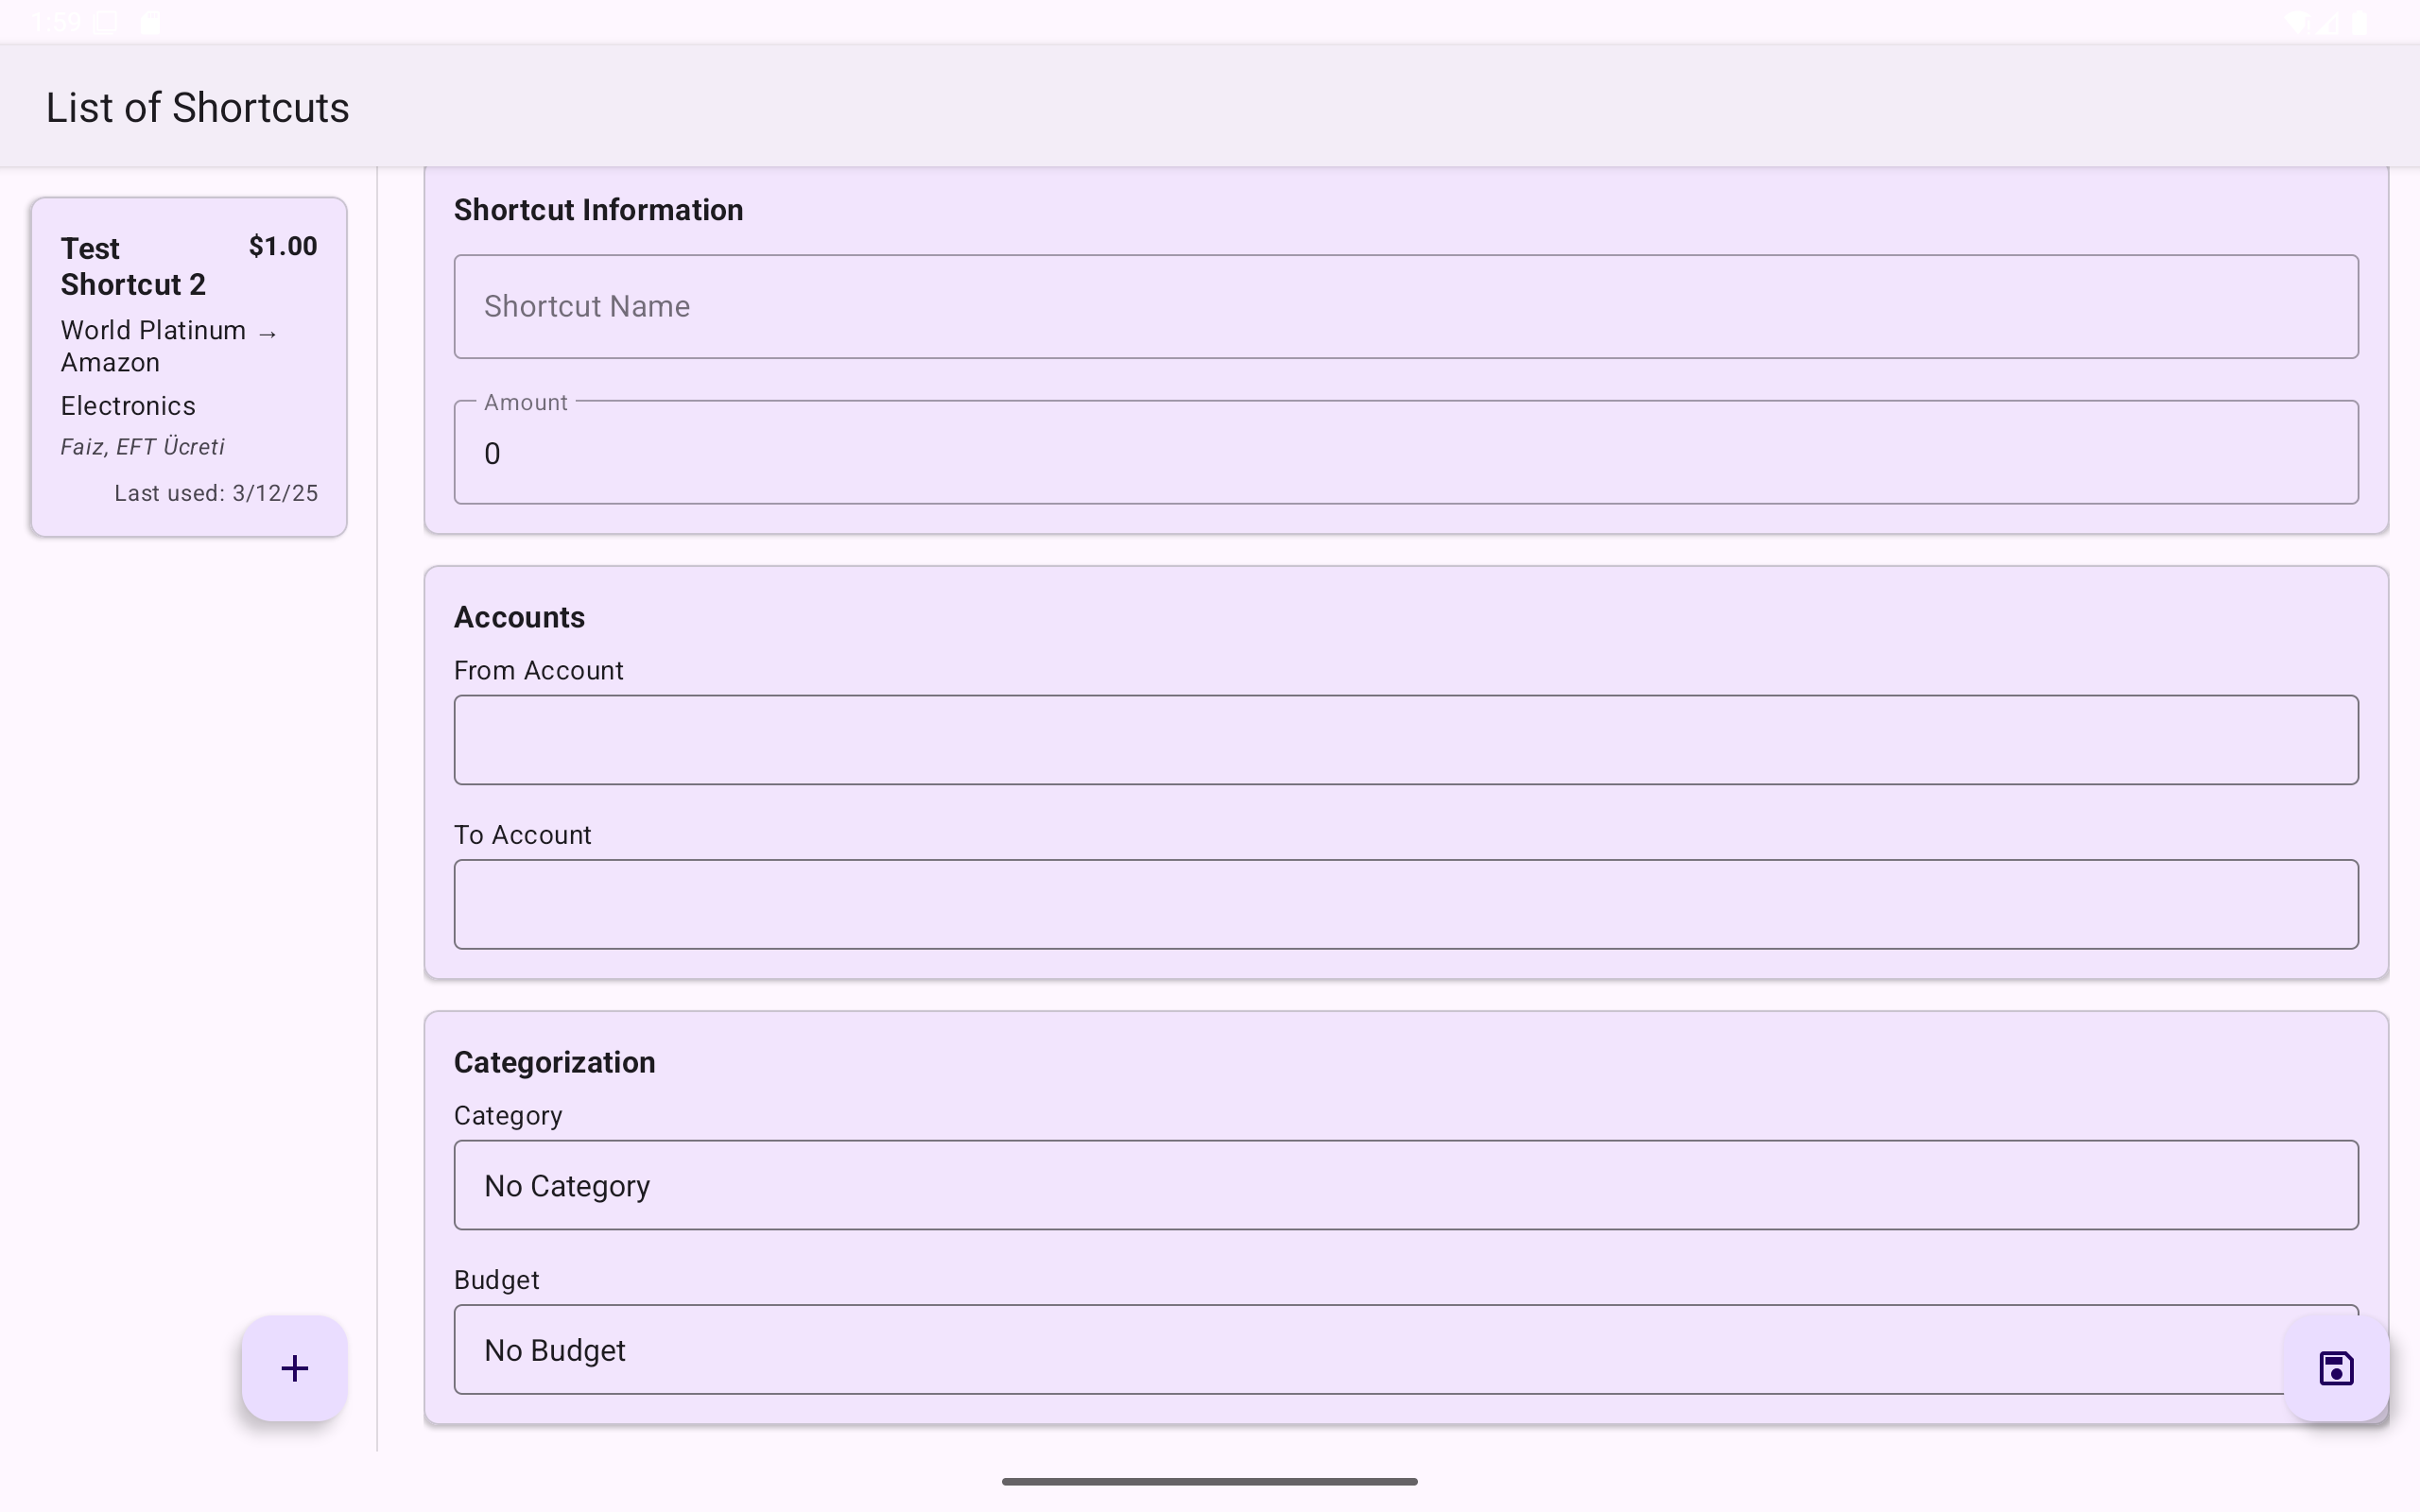 1:59
List of Shortcuts
Test
Shortcut 2
$1.00
World Platinum →
Amazon
Electronics
Faiz, EFT Ücreti
Last used: 3/12/25
Shortcut Information
Shortcut Name
Amount
0
Accounts
From Account
To Account
Categorization
Category
No Category
Budget
No Budget